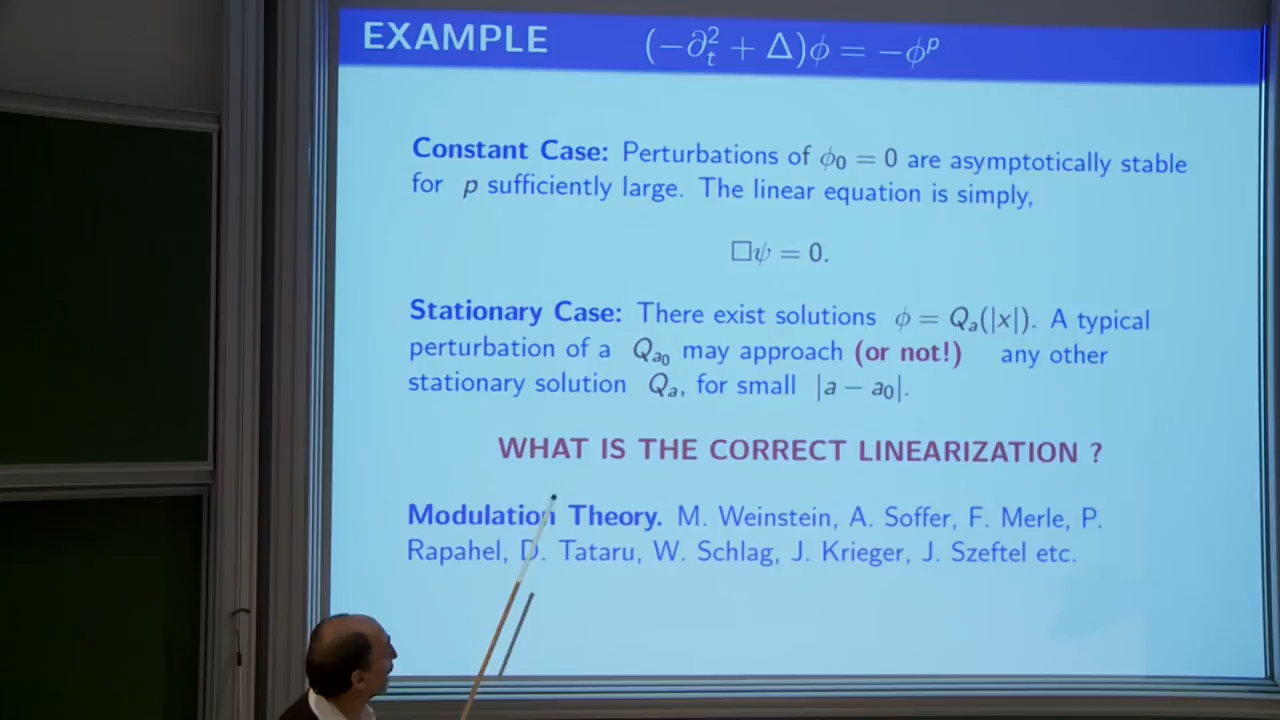 EXAMPLE (−∂ₜ² + Δ)ϕ = −ϕᵖ
Constant Case: Perturbations of ϕ₀ = 0 are asymptotically stable
for p sufficiently large. The linear equation is simply,
□ψ = 0.
Stationary Case: There exist solutions ϕ = Qₐ(|x|). A typical
perturbation of a Qₐ₀ may approach (or not!) any other
stationary solution Qₐ, for small |a − a₀|.
WHAT IS THE CORRECT LINEARIZATION ?
Modulation Theory. M. Weinstein, A. Soffer, F. Merle, P.
Rapahel, D. Tataru, W. Schlag, J. Krieger, J. Szeftel etc.